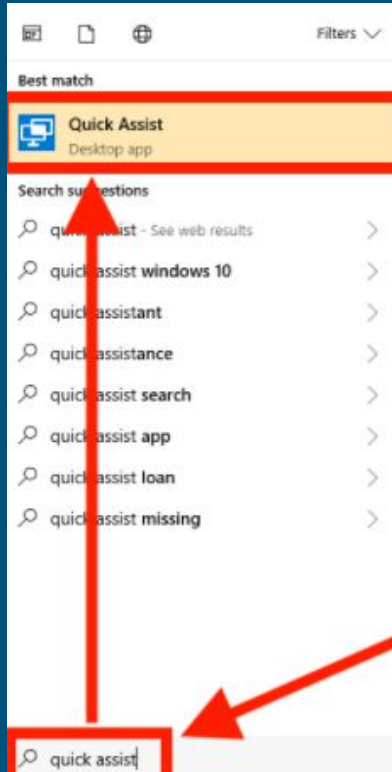 Filters
Best match
Quick Assist
Desktop app
Search suggestions
quick assist - See web results
quick assist windows 10
quick assistant
quick assistance
quick assist search
quick assist app
quick assist loan
quick assist missing
quick assist